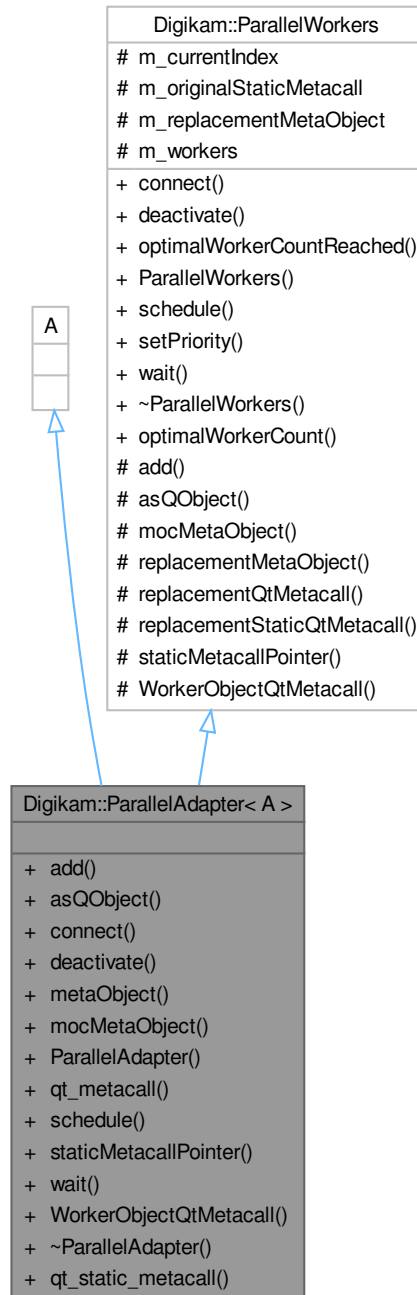 Digikam::ParallelWorkers
# m_currentIndex
# m_originalStaticMetacall
# m_replacementMetaObject
# m_workers
+ connect()
+ deactivate()
+ optimalWorkerCountReached()
+ ParallelWorkers()
+ schedule()
+ setPriority()
+ wait()
+ ~ParallelWorkers()
+ optimalWorkerCount()
# add()
# asQObject()
# mocMetaObject()
# replacementMetaObject()
# replacementQtMetacall()
# replacementStaticQtMetacall()
# staticMetacallPointer()
# WorkerObjectQtMetacall()
A
Digikam::ParallelAdapter< A >
+ add()
+ asQObject()
+ connect()
+ deactivate()
+ metaObject()
+ mocMetaObject()
+ ParallelAdapter()
+ qt_metacall()
+ schedule()
+ staticMetacallPointer()
+ wait()
+ WorkerObjectQtMetacall()
+ ~ParallelAdapter()
+ qt_static_metacall()